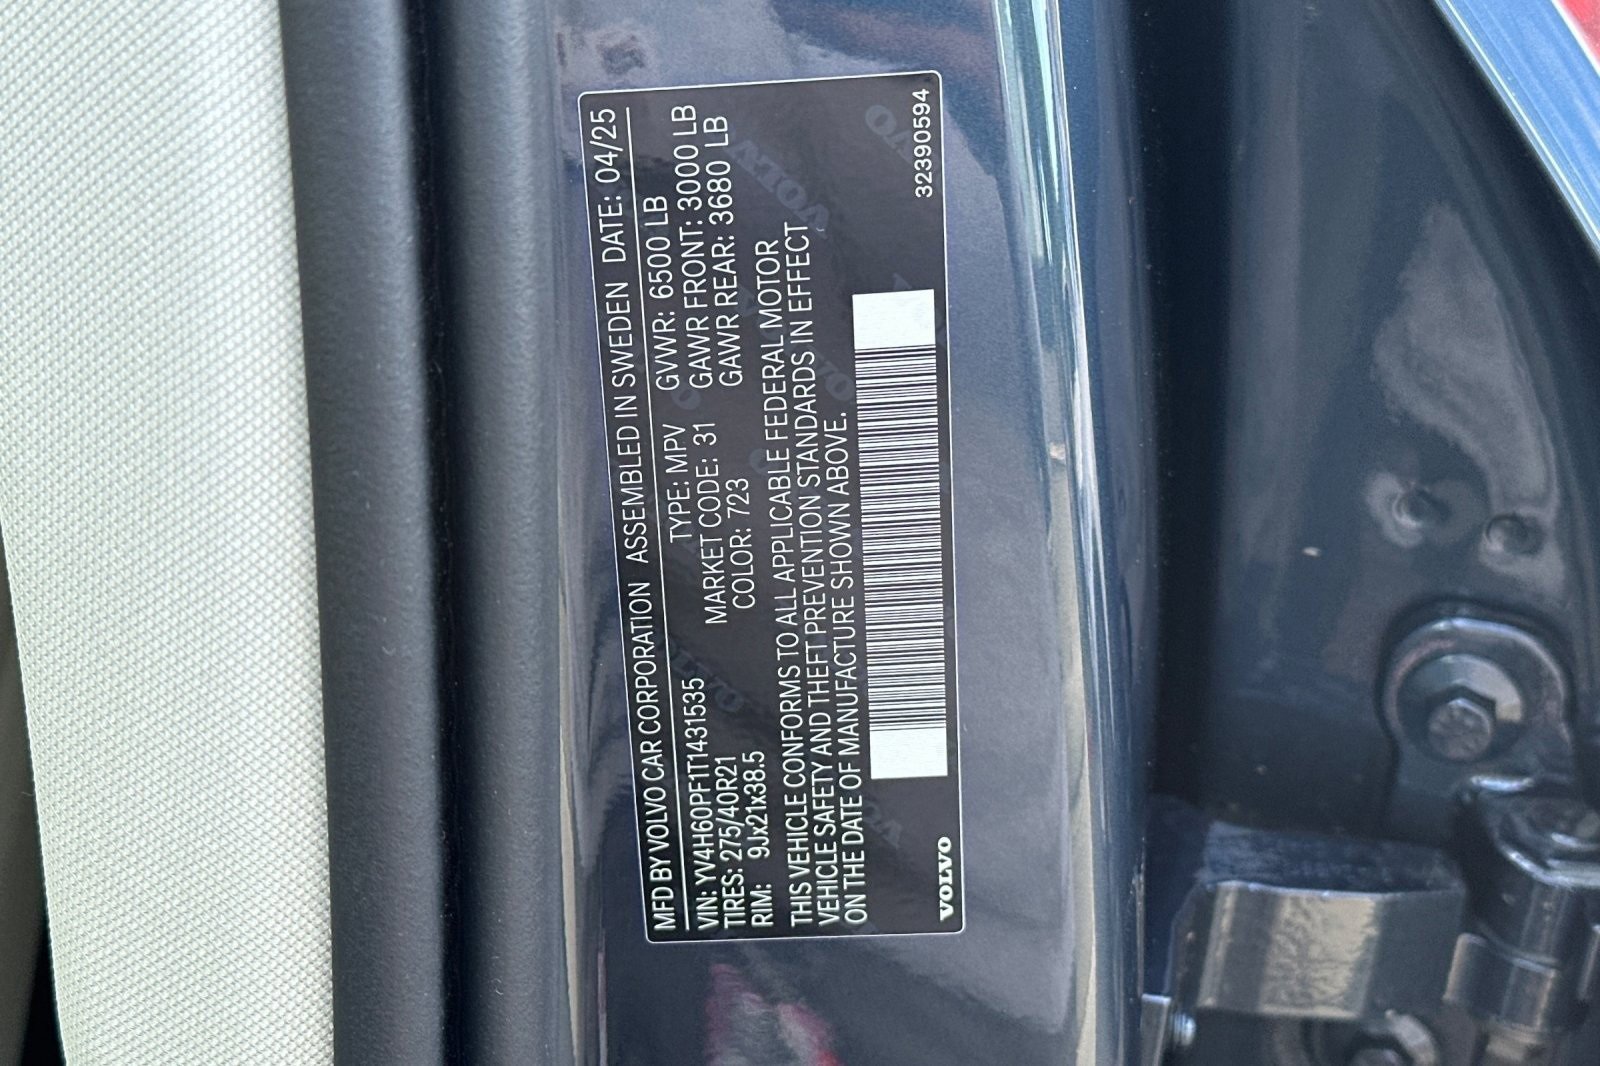 MFD BY VOLVO CAR CORPORATION ASSEMBLED IN SWEDEN DATE: 04/25
VIN: YV4H60PF1T1431535 TYPE: MPV GVWR: 6500 LB
TIRES: 275/40R21 MARKET CODE: 31 GAWR FRONT: 3000 LB
RIM: 9Jx21x38.5 COLOR: 723 GAWR REAR: 3680 LB
THIS VEHICLE CONFORMS TO ALL APPLICABLE FEDERAL MOTOR
VEHICLE SAFETY AND THEFT PREVENTION STANDARDS IN EFFECT
ON THE DATE OF MANUFACTURE SHOWN ABOVE.
VOLVO 32390594